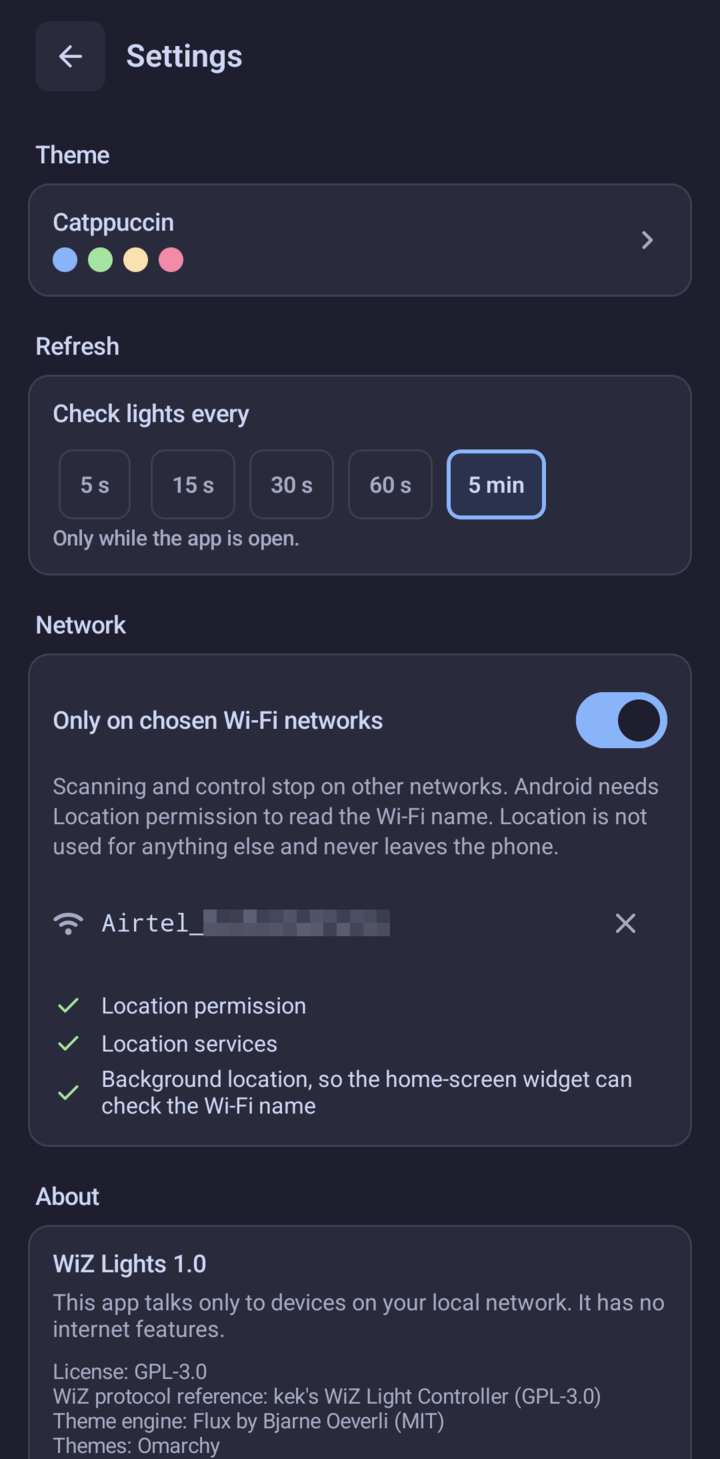 Settings
Theme
Catppuccin
Refresh
Check lights every
5 s 15 s 30 s 60 s 5 min
Only while the app is open.
Network
Only on chosen Wi-Fi networks
Scanning and control stop on other networks. Android needs
Location permission to read the Wi-Fi name. Location is not
used for anything else and never leaves the phone.
Airtel_
Location permission
Location services
Background location, so the home-screen widget can
check the Wi-Fi name
About
WiZ Lights 1.0
This app talks only to devices on your local network. It has no
internet features.
License: GPL-3.0
WiZ protocol reference: kek's WiZ Light Controller (GPL-3.0)
Theme engine: Flux by Bjarne Oeverli (MIT)
Themes: Omarchy